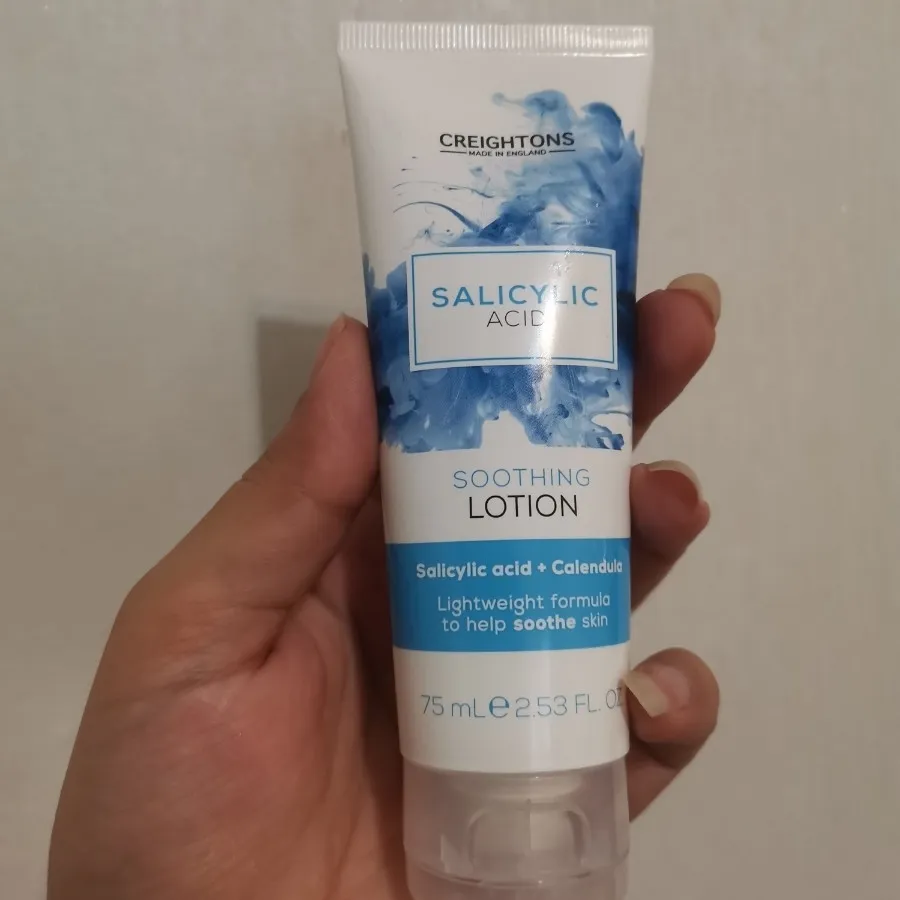 CREIGHTONS
MADE IN ENGLAND
SALICYLIC
ACID
SOOTHING
LOTION
Salicylic acid + Calendula
Lightweight formula
to help soothe skin
75 mL e 2.53 FL. OZ